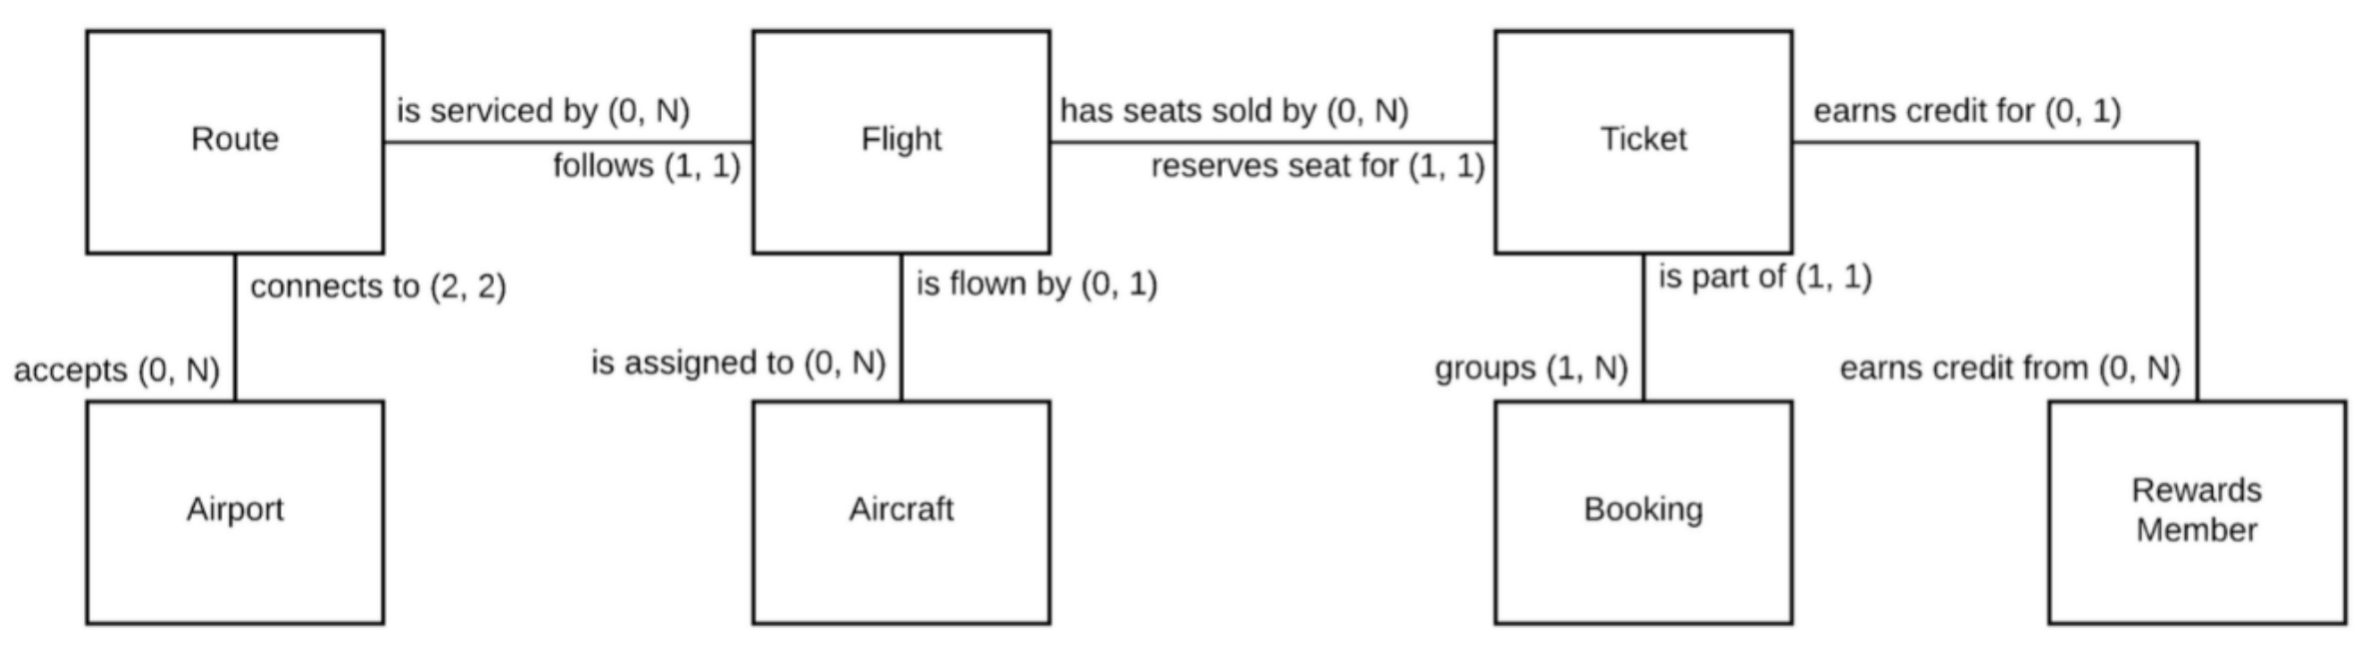 Route
is serviced by (0, N)
follows (1, 1)
Flight
has seats sold by (0, N)
reserves seat for (1, 1)
Ticket
earns credit for (0, 1)
connects to (2, 2)
accepts (0, N)
is flown by (0, 1)
is assigned to (0, N)
is part of (1, 1)
groups (1, N)
earns credit from (0, N)
Airport
Aircraft
Booking
Rewards
Member